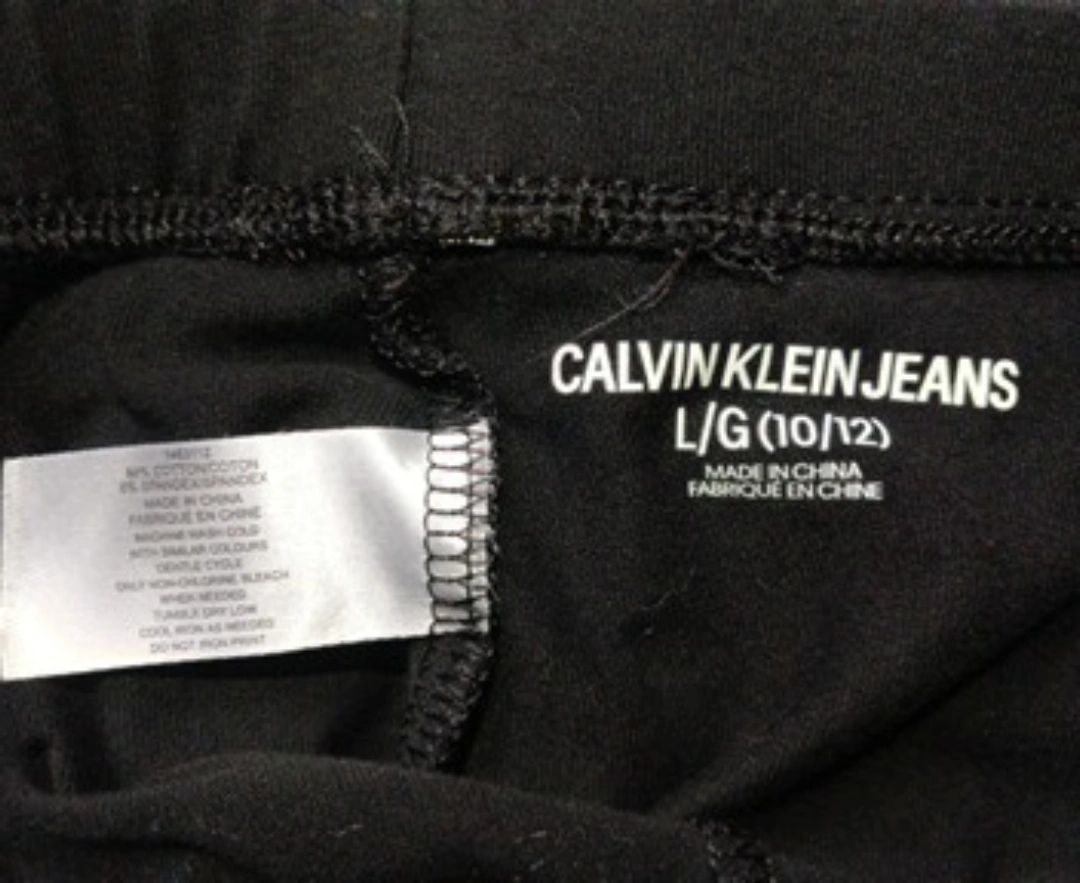 CALVIN KLEIN JEANS
L/G (10/12)
MADE IN CHINA
FABRIQUÉ EN CHINE
COTTON/COTON
SPANDEX/SPANDEX
MADE IN CHINA
FABRIQUE EN CHINE
MACHINE WASH COLD
WITH SIMILAR COLOURS
GENTLE CYCLE
ONLY NON-CHLORINE BLEACH
WHEN NEEDED
TUMBLE DRY LOW
COOL IRON AS NEEDED
DO NOT IRON PRINT